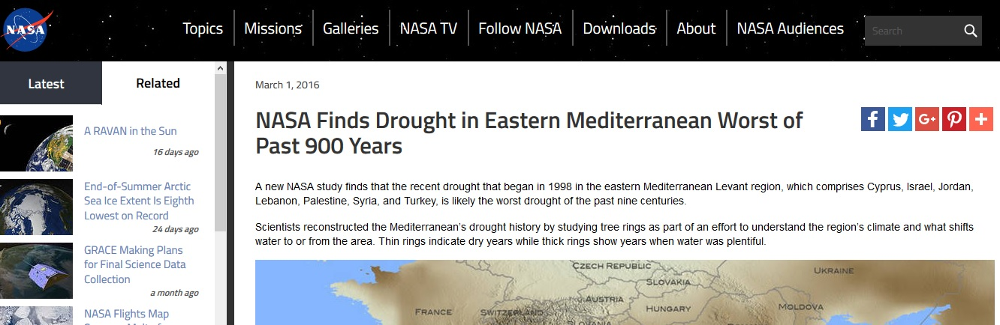 NASA
Topics
Missions
Galleries
NASA TV
Follow NASA
Downloads
About
NASA Audiences
Search
Latest
Related
A RAVAN in the Sun
16 days ago
End-of-Summer Arctic
Sea Ice Extent Is Eighth
Lowest on Record
24 days ago
GRACE Making Plans
for Final Science Data
Collection
a month ago
NASA Flights Map
March 1, 2016
NASA Finds Drought in Eastern Mediterranean Worst of
Past 900 Years
A new NASA study finds that the recent drought that began in 1998 in the eastern Mediterranean Levant region, which comprises Cyprus, Israel, Jordan,
Lebanon, Palestine, Syria, and Turkey, is likely the worst drought of the past nine centuries.
Scientists reconstructed the Mediterranean’s drought history by studying tree rings as part of an effort to understand the region’s climate and what shifts
water to or from the area. Thin rings indicate dry years while thick rings show years when water was plentiful.
CZECH REPUBLIC
UKRAINE
SLOVAKIA
AUSTRIA
FRANCE
SWITZERLAND
HUNGARY
MOLDOVA
SLOVENIA